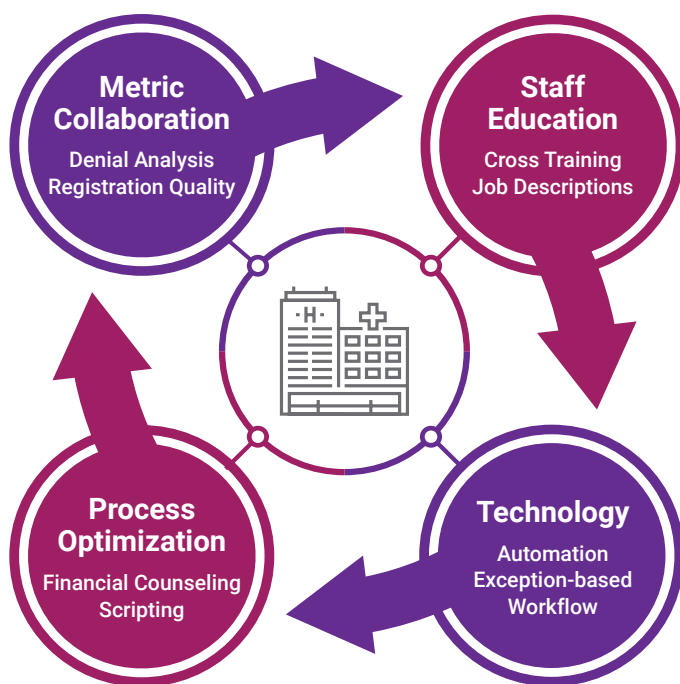 Metric
Collaboration
Denial Analysis
Registration Quality
Staff
Education
Cross Training
Job Descriptions
·H·
Process
Optimization
Financial Counseling
Scripting
Technology
Automation
Exception-based
Workflow